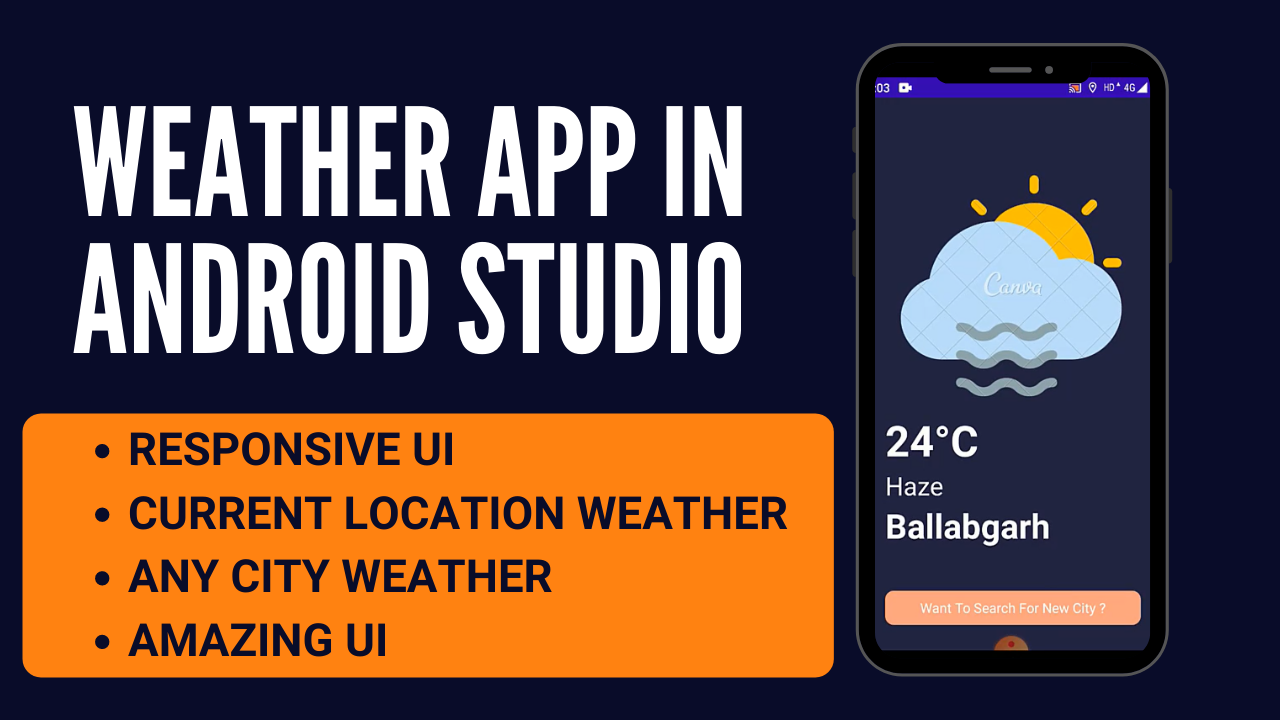 WEATHER APP IN
ANDROID STUDIO
• RESPONSIVE UI
• CURRENT LOCATION WEATHER
• ANY CITY WEATHER
• AMAZING UI
:03 HD 4G
Canva
24°C
Haze
Ballabgarh
Want To Search For New City ?